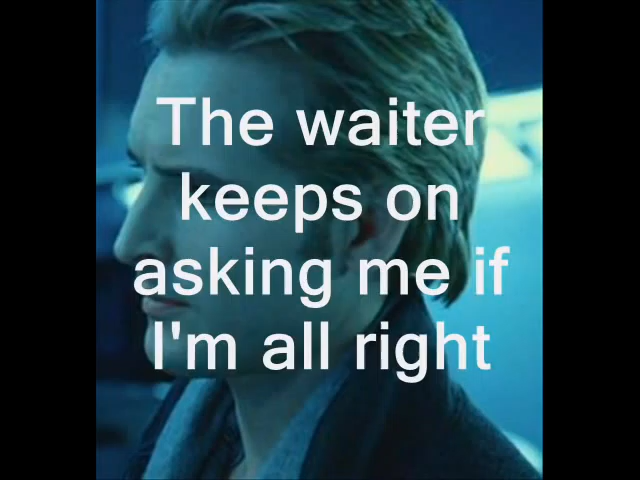 The waiter
keeps on
asking me if
I'm all right